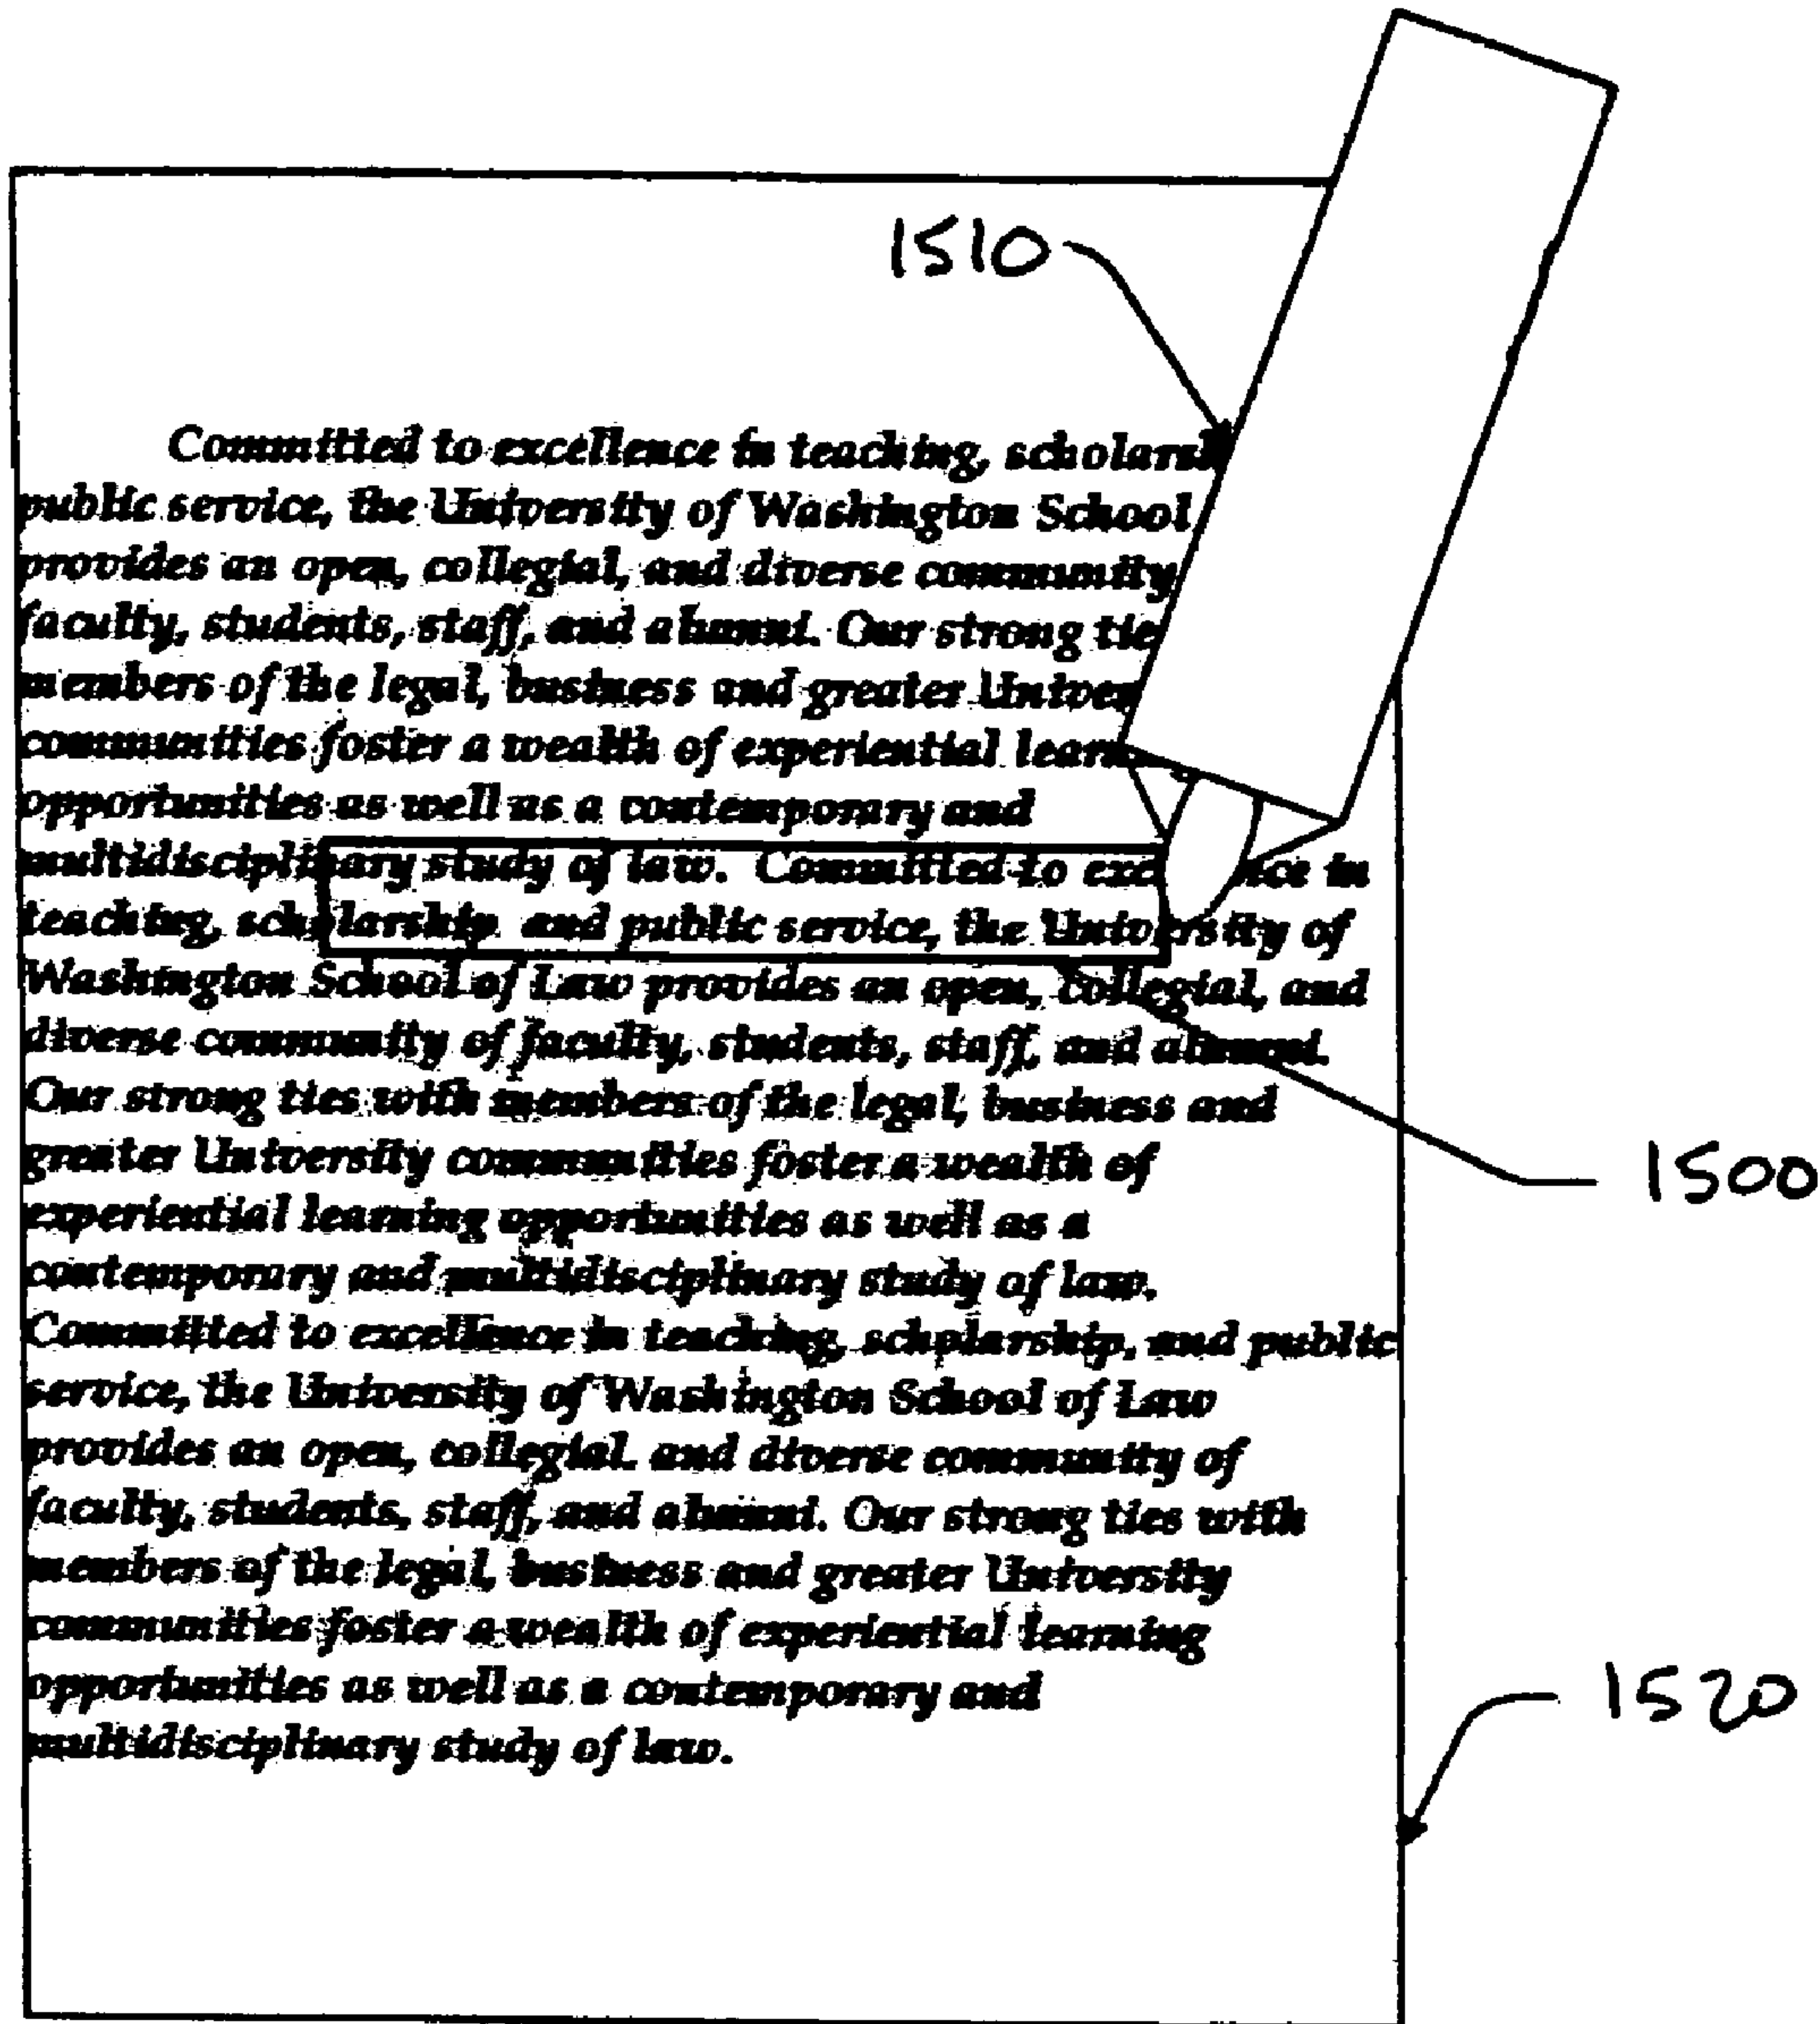 1510
Committed to excellence in teaching, scholarsh
public service, the University of Washington School
provides an open, collegial, and diverse community
faculty, students, staff, and alumni. Our strong tie
members of the legal, business and greater Univer
communities foster a wealth of experiential learn
opportunities as well as a contemporary and
multidisciplinary study of law. Committed to exc nce in
teaching, scholarship and public service, the University of
Washington School of Law provides an open, collegial, and
diverse community of faculty, students, staff, and alumni.
Our strong ties with members of the legal, business and
1500
greater University communities foster a wealth of
experiential learning opportunities as well as a
contemporary and multidisciplinary study of law.
Committed to excellence in teaching, scholarship, and public
service, the University of Washington School of Law
provides an open, collegial. and diverse community of
faculty, students, staff, and alumni. Our strong ties with
members of the legal, business and greater University
communities foster a wealth of experiential learning
opportunities as well as a contemporary and
1520
multidisciplinary study of law.